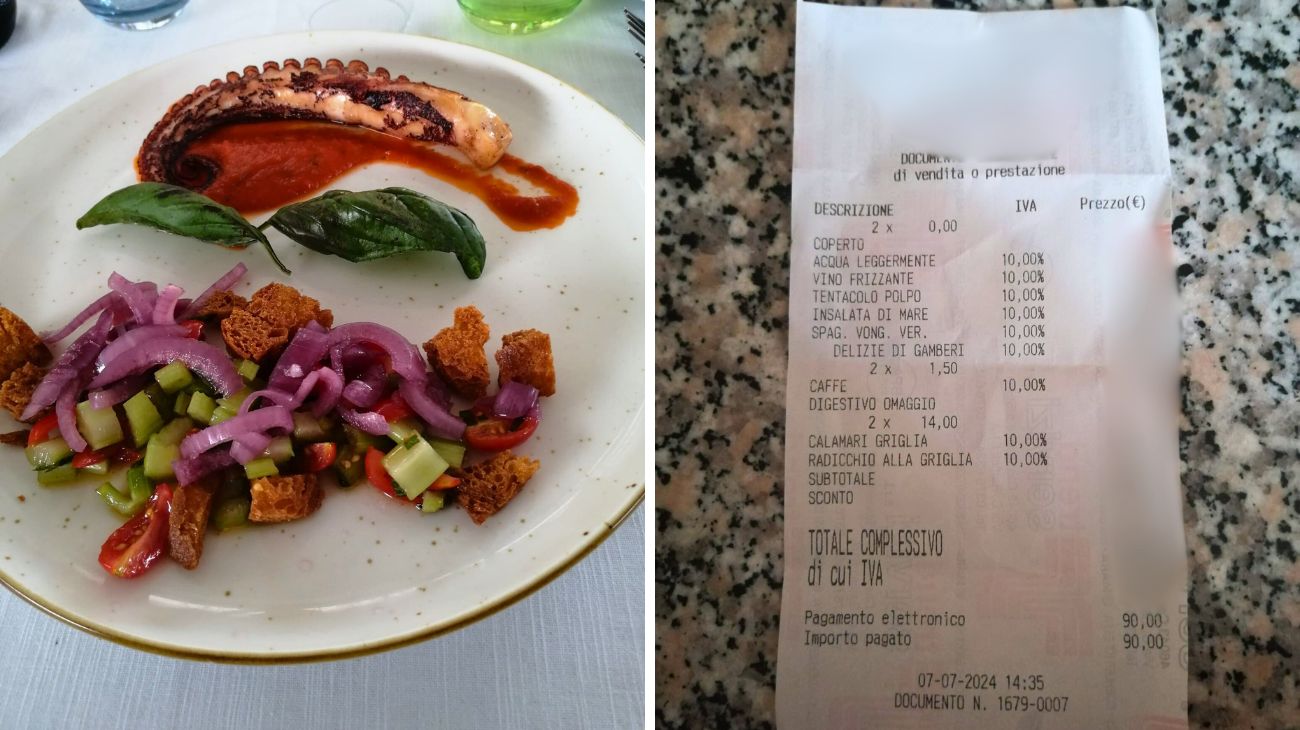 di vendita o prestazione
DESCRIZIONE IVA Prezzo(€)
2 x 0,00
COPERTO
ACQUA LEGGERMENTE 10,00%
VINO FRIZZANTE 10,00%
TENTACOLO POLPO 10,00%
INSALATA DI MARE 10,00%
SPAG. VONG. VER. 10,00%
DELIZIE DI GAMBERI 10,00%
2 x 1,50
CAFFE 10,00%
DIGESTIVO OMAGGIO
2 x 14,00
CALAMARI GRIGLIA 10,00%
RADICCHIO ALLA GRIGLIA 10,00%
SUBTOTALE
SCONTO
TOTALE COMPLESSIVO
di cui IVA
Pagamento elettronico 90,00
Importo pagato 90,00
07-07-2024 14:35
DOCUMENTO N. 1679-0007